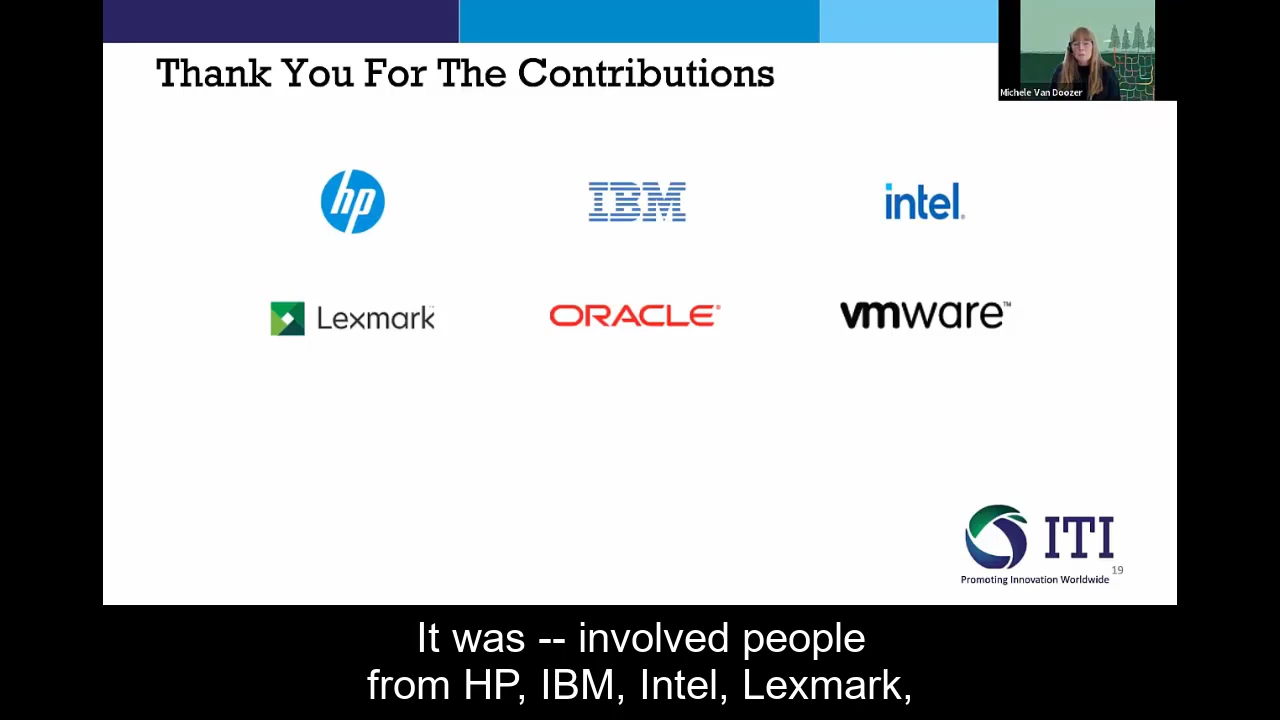 Thank You For The Contributions
Michele Van Doozer
hp
IBM
intel.
Lexmark
ORACLE®
vmware™
ITI
19
Promoting Innovation Worldwide
It was -- involved people
from HP, IBM, Intel, Lexmark,